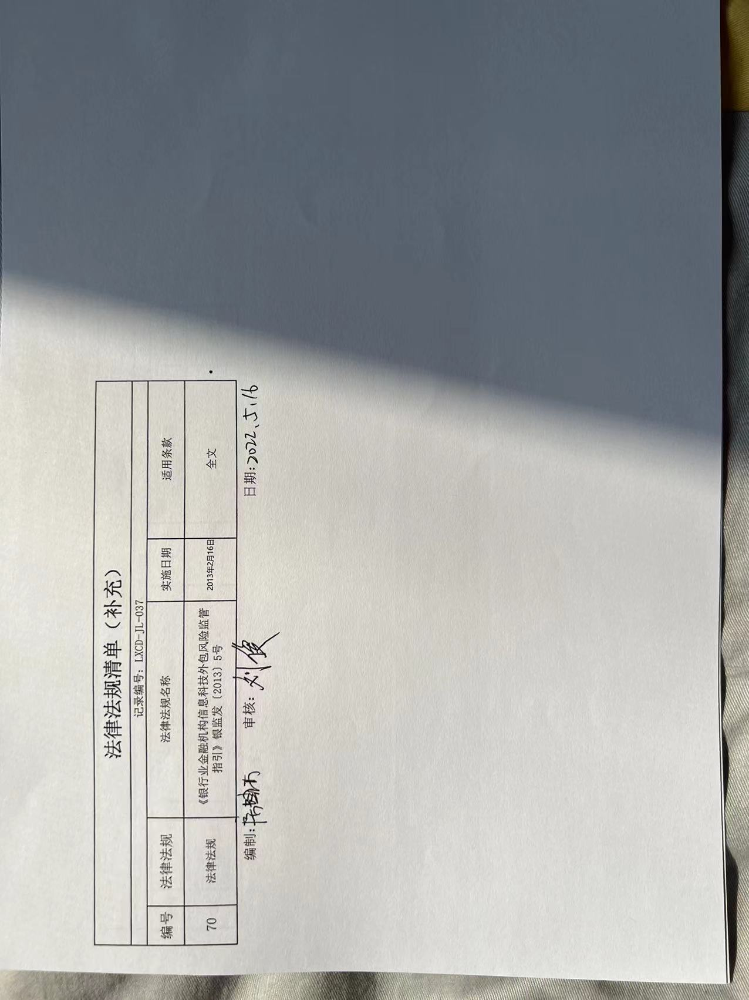 法律法规清单（补充）
记录编号：LXCD-JL-037
编号 法律法规 法律法规名称 实施日期 适用条款
70 法律法规 《银行业金融机构信息科技外包风险监管 2013年2月16日 全文
指引》银监发〔2013〕5号
编制： 审核：刘俊 日期：2022.5.16